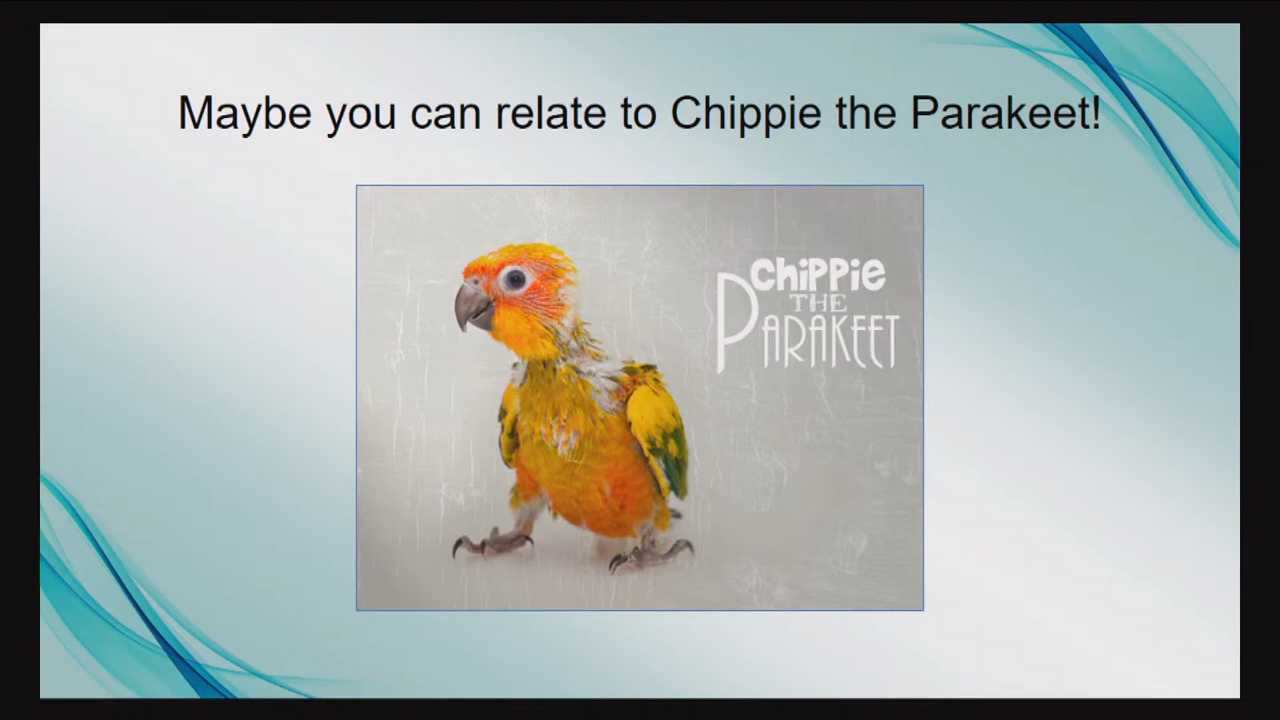 Maybe you can relate to Chippie the Parakeet!
Chippie
THE
PARAKEET